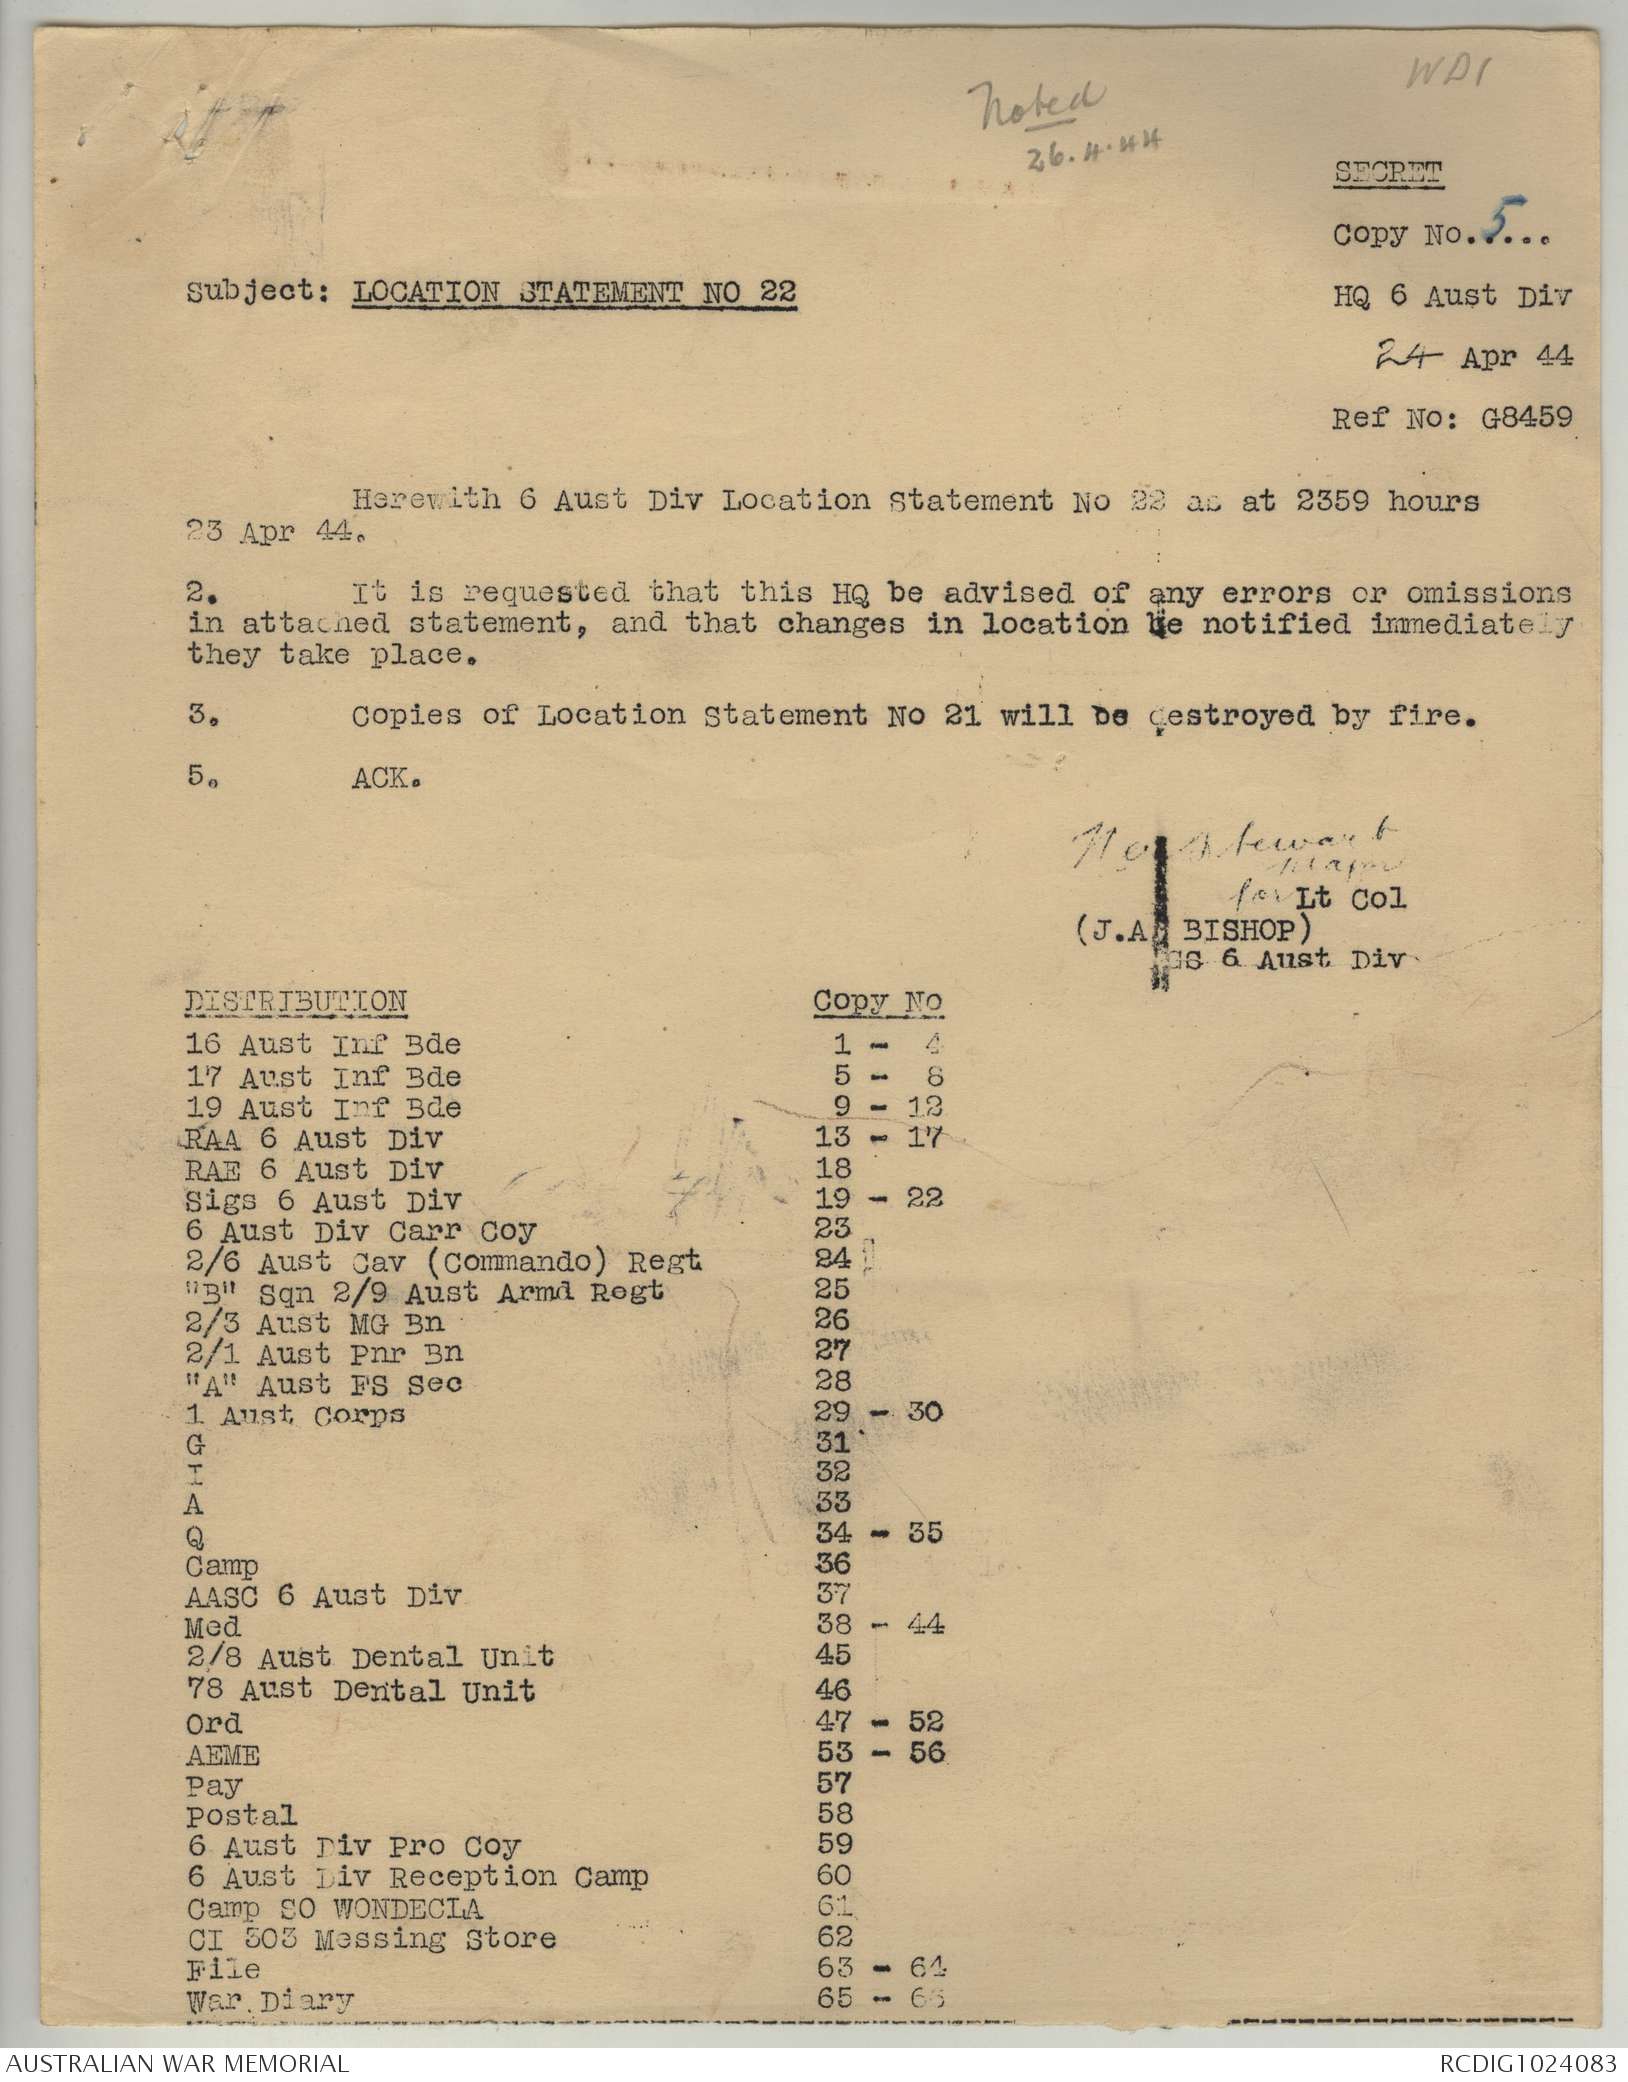 WD1
Noted
26.4.44
SECRET
Copy No.5....
Subject: LOCATION STATEMENT NO 22
HQ 6 Aust Div
24 Apr 44
Ref No: G8459
Herewith 6 Aust Div Location Statement No 22 as at 2359 hours
23 Apr 44.
2. It is requested that this HQ be advised of any errors or omissions
in attached statement, and that changes in location be notified immediately
they take place.
3. Copies of Location Statement No 21 will be destroyed by fire.
5. ACK.
Stewart
Major
for Lt Col
(J.A. BISHOP)
GS 6 Aust Div
DISTRIBUTION Copy No
16 Aust Inf Bde 1 - 4
17 Aust Inf Bde 5 - 8
19 Aust Inf Bde 9 - 12
RAA 6 Aust Div 13 - 17
RAE 6 Aust Div 18
Sigs 6 Aust Div 19 - 22
6 Aust Div Carr Coy 23
2/6 Aust Cav (Commando) Regt 24
"B" Sqn 2/9 Aust Armd Regt 25
2/3 Aust MG Bn 26
2/1 Aust Pnr Bn 27
"A" Aust FS Sec 28
1 Aust Corps 29 - 30
G 31
I 32
A 33
Q 34 - 35
Camp 36
AASC 6 Aust Div 37
Med 38 - 44
2/8 Aust Dental Unit 45
78 Aust Dental Unit 46
Ord 47 - 52
AEME 53 - 56
Pay 57
Postal 58
6 Aust Div Pro Coy 59
6 Aust Div Reception Camp 60
Camp SO WONDECLA 61
CI 303 Messing Store 62
File 63 - 64
War Diary 65 - 66
AUSTRALIAN WAR MEMORIAL RCDIG1024083